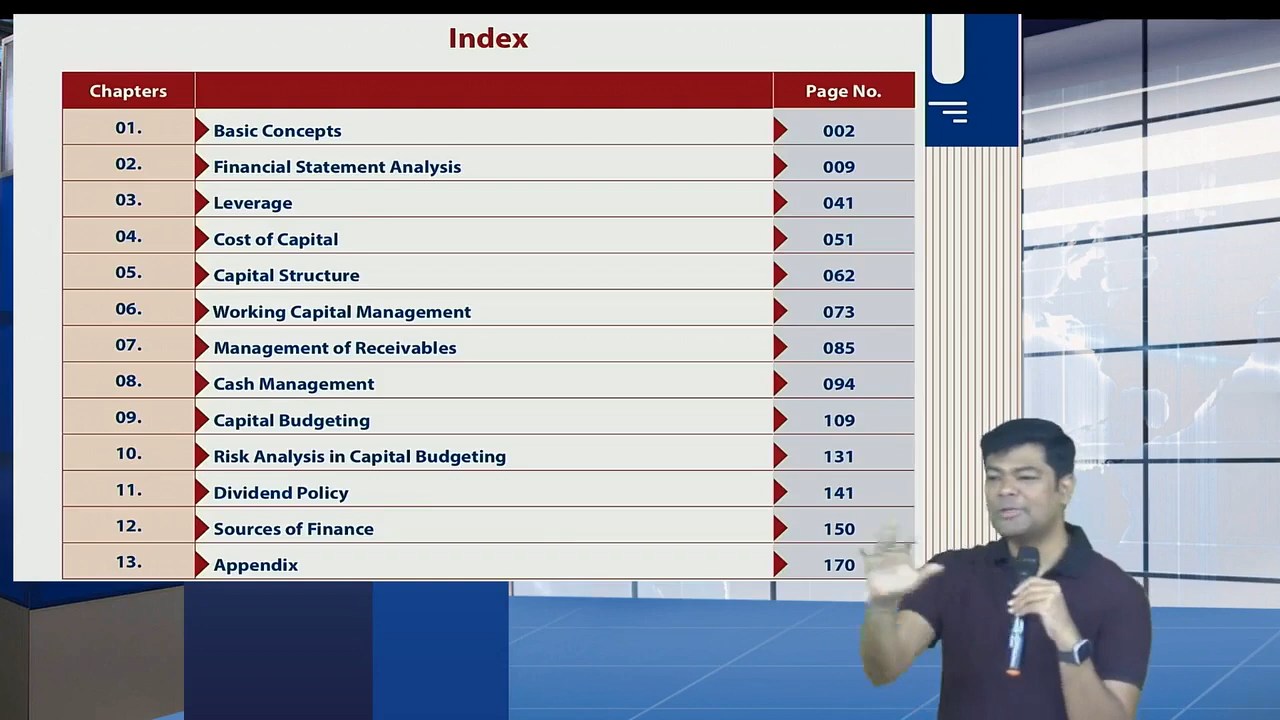 Index
Chapters Page No.
01. Basic Concepts 002
02. Financial Statement Analysis 009
03. Leverage 041
04. Cost of Capital 051
05. Capital Structure 062
06. Working Capital Management 073
07. Management of Receivables 085
08. Cash Management 094
09. Capital Budgeting 109
10. Risk Analysis in Capital Budgeting 131
11. Dividend Policy 141
12. Sources of Finance 150
13. Appendix 170